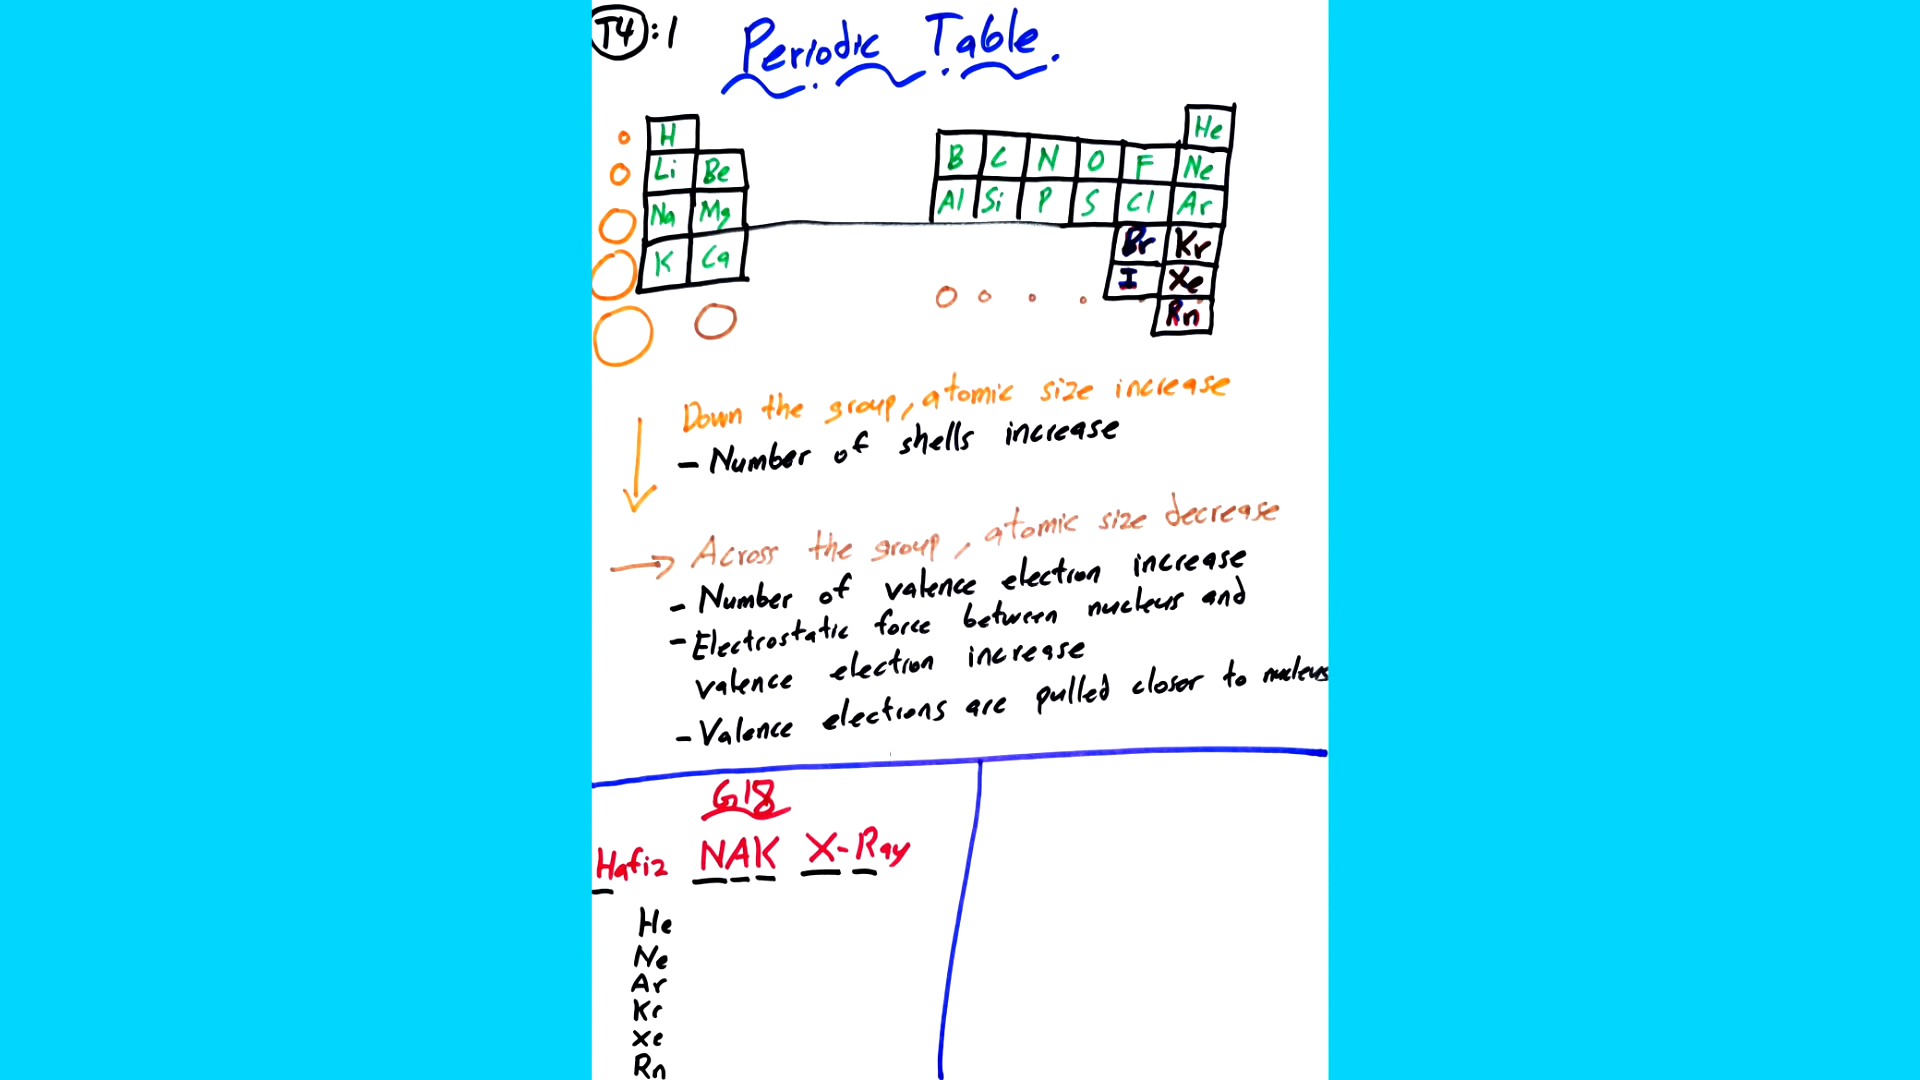 T4:1
Periodic Table.
H He
Li Be B C N O F Ne
Na Mg Al Si P S Cl Ar
K Ca Br Kr
I Xe
Rn
Down the group, atomic size increase
- Number of shells increase
→ Across the group, atomic size decrease
- Number of valence electron increase
- Electrostatic force between nucleus and
valence electron increase
- Valence electrons are pulled closer to nucleus
G18
Hafiz NAK X-Ray
He
Ne
Ar
Kr
Xe
Rn